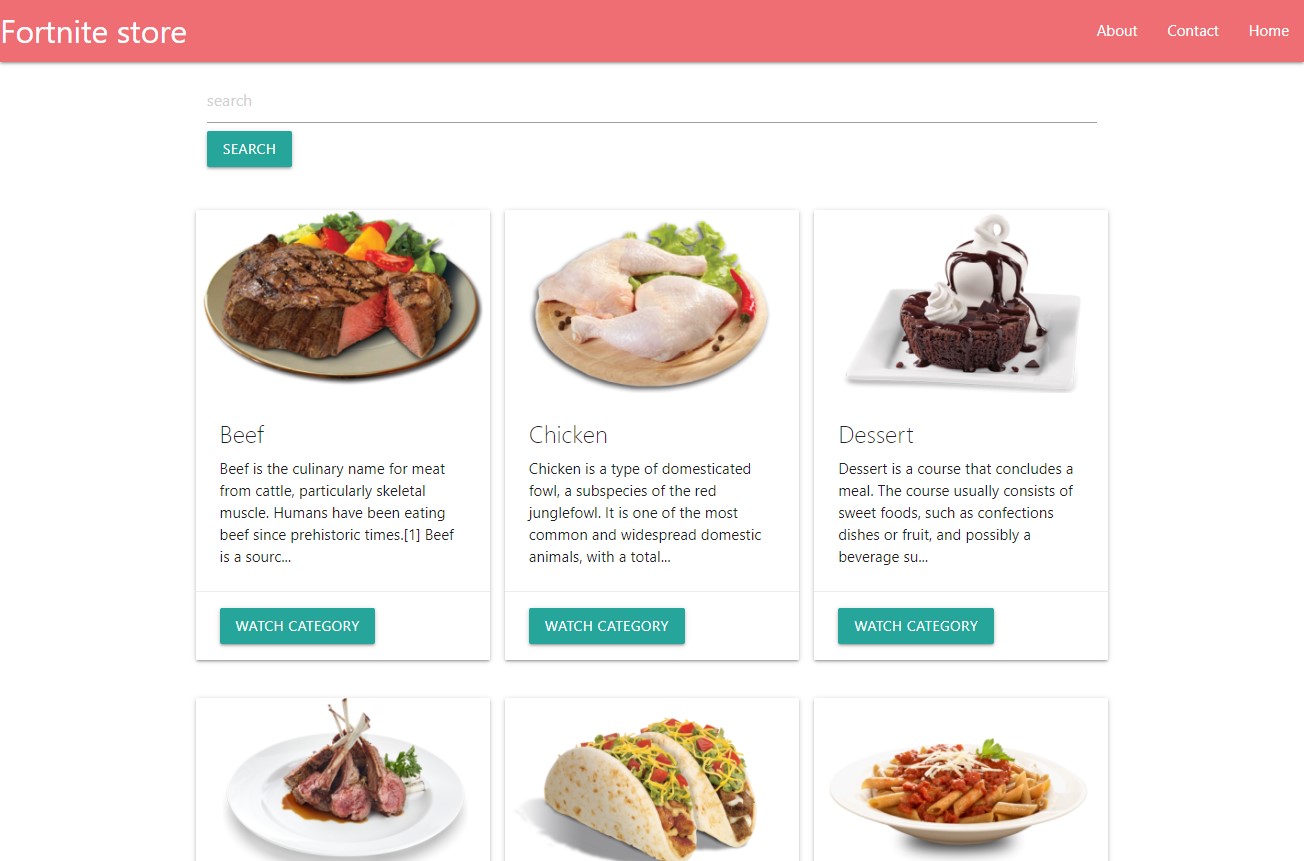 Fortnite store
About Contact Home
search
SEARCH
Beef
Beef is the culinary name for meat
from cattle, particularly skeletal
muscle. Humans have been eating
beef since prehistoric times.[1] Beef
is a sourc...
WATCH CATEGORY
Chicken
Chicken is a type of domesticated
fowl, a subspecies of the red
junglefowl. It is one of the most
common and widespread domestic
animals, with a total...
WATCH CATEGORY
Dessert
Dessert is a course that concludes a
meal. The course usually consists of
sweet foods, such as confections
dishes or fruit, and possibly a
beverage su...
WATCH CATEGORY